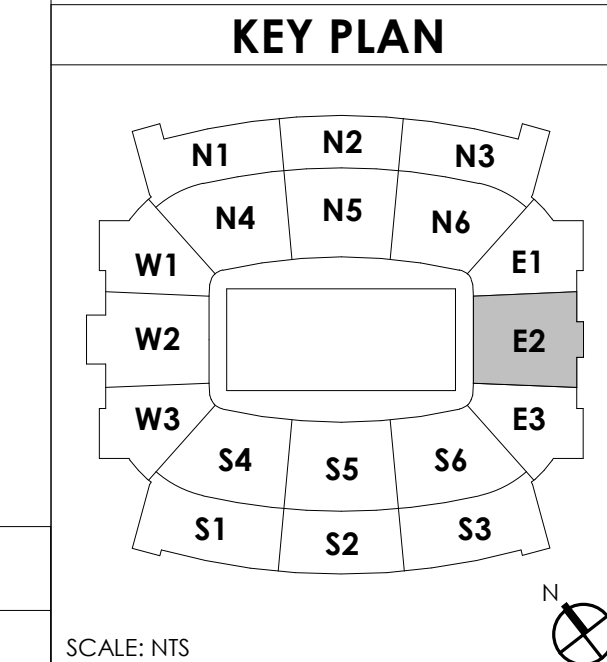 KEY PLAN
N1 N2 N3
N4 N5 N6
W1 E1
W2 E2
W3 E3
S4 S5 S6
S1 S2 S3
N
SCALE: NTS